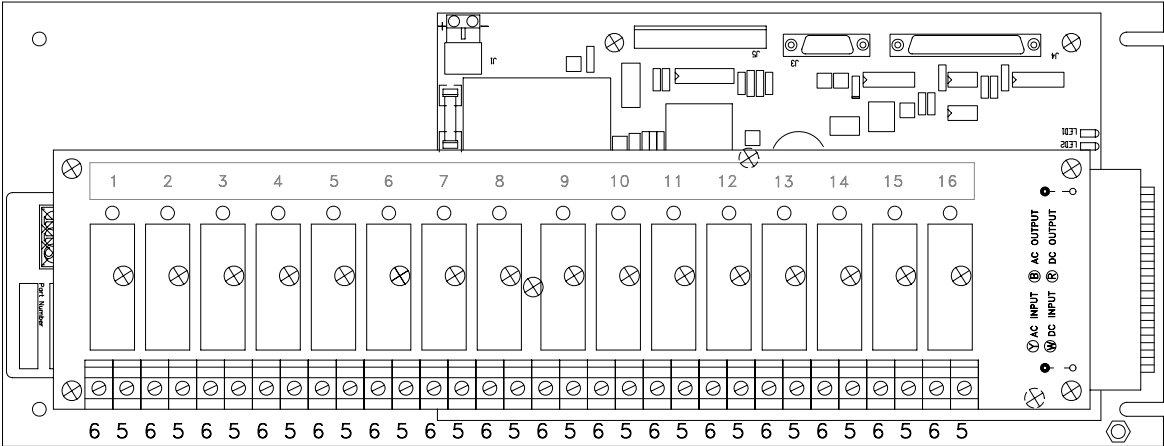 + −
J1
J5
J3
J4
LED1
LED2
1 2 3 4 5 6 7 8 9 10 11 12 13 14 15 16
Part Number
Y AC INPUT B AC OUTPUT
W DC INPUT R DC OUTPUT
6 5 6 5 6 5 6 5 6 5 6 5 6 5 6 5 6 5 6 5 6 5 6 5 6 5 6 5 6 5 6 5